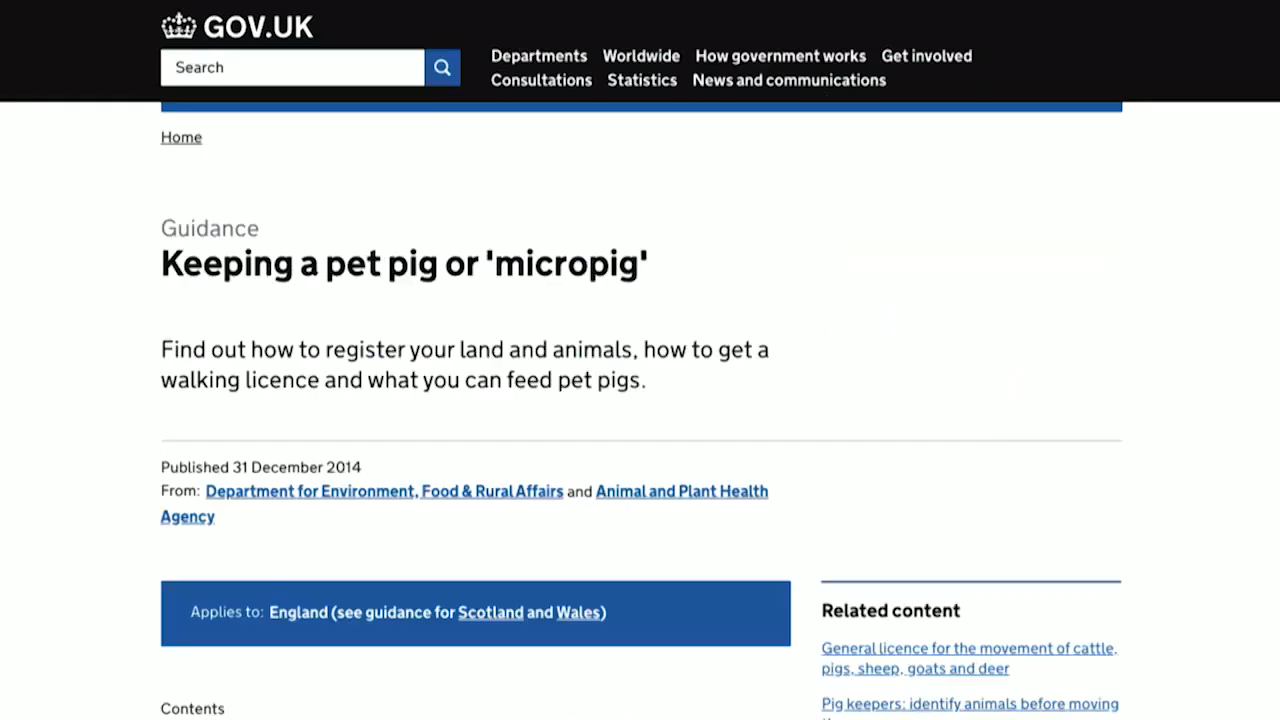 GOV.UK
Search
Departments Worldwide How government works Get involved
Consultations Statistics News and communications
Home
Guidance
Keeping a pet pig or 'micropig'
Find out how to register your land and animals, how to get a
walking licence and what you can feed pet pigs.
Published 31 December 2014
From: Department for Environment, Food & Rural Affairs and Animal and Plant Health
Agency
Applies to: England (see guidance for Scotland and Wales)
Related content
General licence for the movement of cattle,
pigs, sheep, goats and deer
Pig keepers: identify animals before moving
Contents